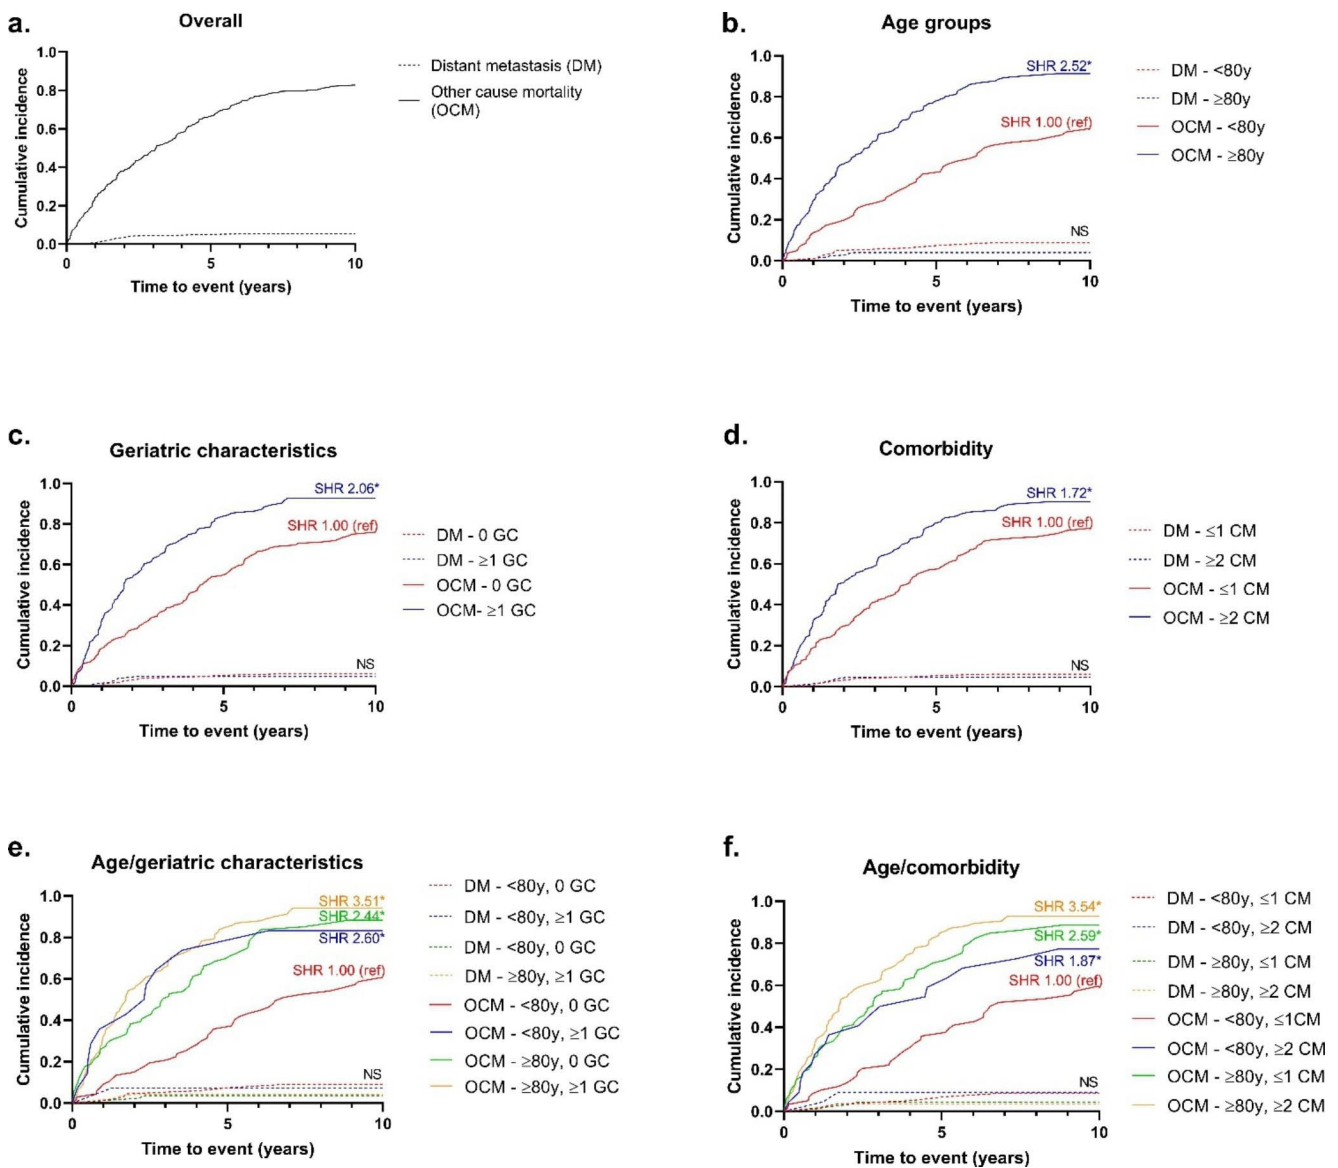 a.
Overall
1.0
0.8
0.6
0.4
0.2
0.0
Cumulative incidence
0
5
10
Time to event (years)
Distant metastasis (DM)
Other cause mortality
(OCM)
b.
Age groups
1.0
0.8
0.6
0.4
0.2
0.0
Cumulative incidence
SHR 2.52*
SHR 1.00 (ref)
NS
0
5
10
Time to event (years)
DM - <80y
DM - ≥80y
OCM - <80y
OCM - ≥80y
c.
Geriatric characteristics
1.0
0.8
0.6
0.4
0.2
0.0
Cumulative incidence
SHR 2.06*
SHR 1.00 (ref)
NS
0
5
10
Time to event (years)
DM - 0 GC
DM - ≥1 GC
OCM - 0 GC
OCM- ≥1 GC
d.
Comorbidity
1.0
0.8
0.6
0.4
0.2
0.0
Cumulative incidence
SHR 1.72*
SHR 1.00 (ref)
NS
0
5
10
Time to event (years)
DM - ≤1 CM
DM - ≥2 CM
OCM - ≤1 CM
OCM - ≥2 CM
e.
Age/geriatric characteristics
1.0
0.8
0.6
0.4
0.2
0.0
Cumulative incidence
SHR 3.51*
SHR 2.44*
SHR 2.60*
SHR 1.00 (ref)
NS
0
5
10
Time to event (years)
DM - <80y, 0 GC
DM - <80y, ≥1 GC
DM - <80y, 0 GC
DM - ≥80y, ≥1 GC
OCM - <80y, 0 GC
OCM - <80y, ≥1 GC
OCM - ≥80y, 0 GC
OCM - ≥80y, ≥1 GC
f.
Age/comorbidity
1.0
0.8
0.6
0.4
0.2
0.0
Cumulative incidence
SHR 3.54*
SHR 2.59*
SHR 1.87*
SHR 1.00 (ref)
NS
0
5
10
Time to event (years)
DM - <80y, ≤1 CM
DM - <80y, ≥2 CM
DM - ≥80y, ≤1 CM
DM - ≥80y, ≥2 CM
OCM - <80y, ≤1CM
OCM - <80y, ≥2 CM
OCM - ≥80y, ≤1 CM
OCM - ≥80y, ≥2 CM